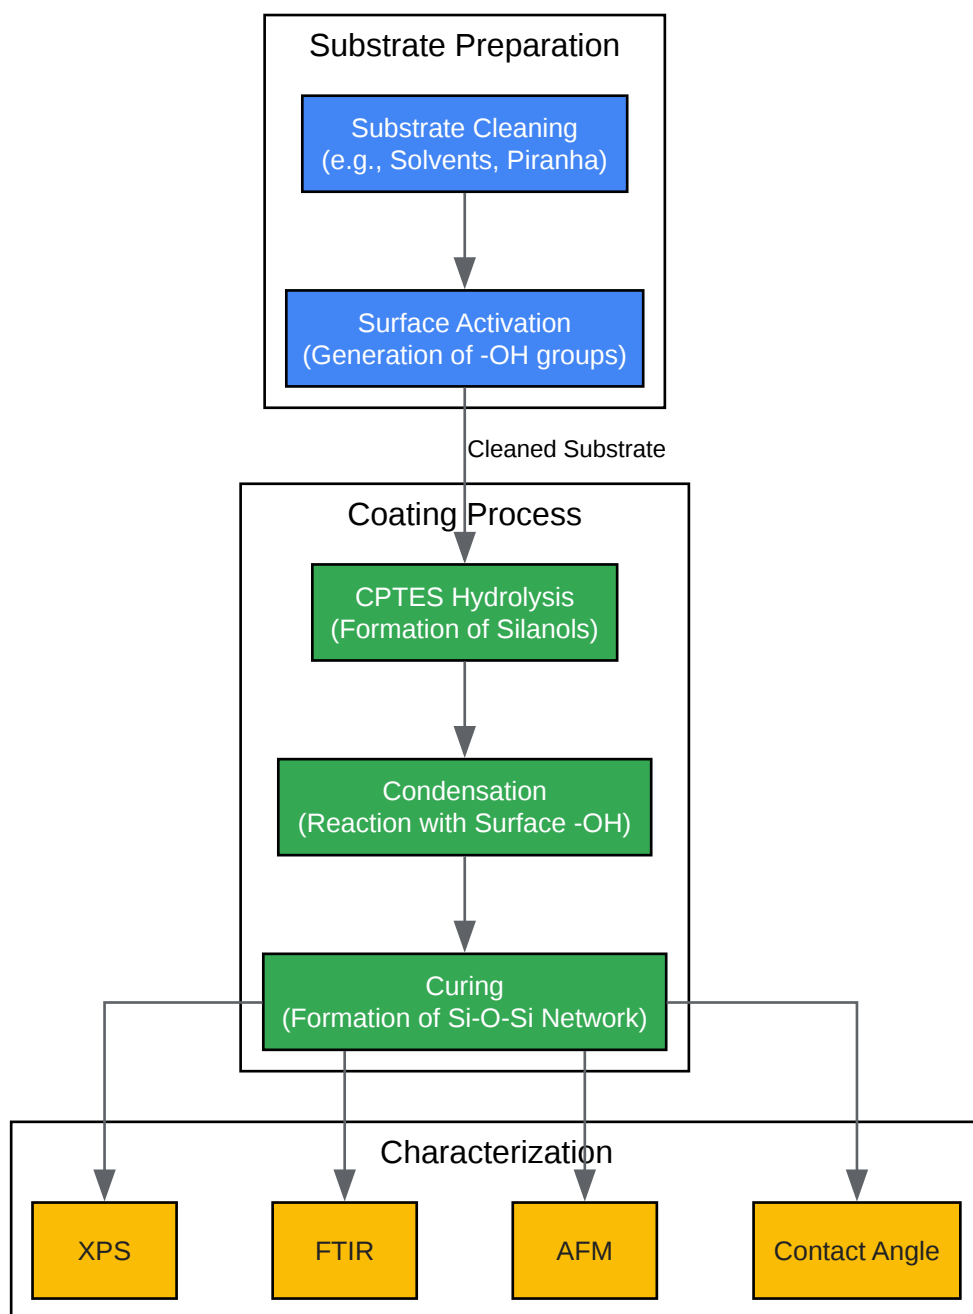 Substrate Preparation
Substrate Cleaning
(e.g., Solvents, Piranha)
Surface Activation
(Generation of -OH groups)
Cleaned Substrate
Coating Process
CPTES Hydrolysis
(Formation of Silanols)
Condensation
(Reaction with Surface -OH)
Curing
(Formation of Si-O-Si Network)
Characterization
XPS
FTIR
AFM
Contact Angle